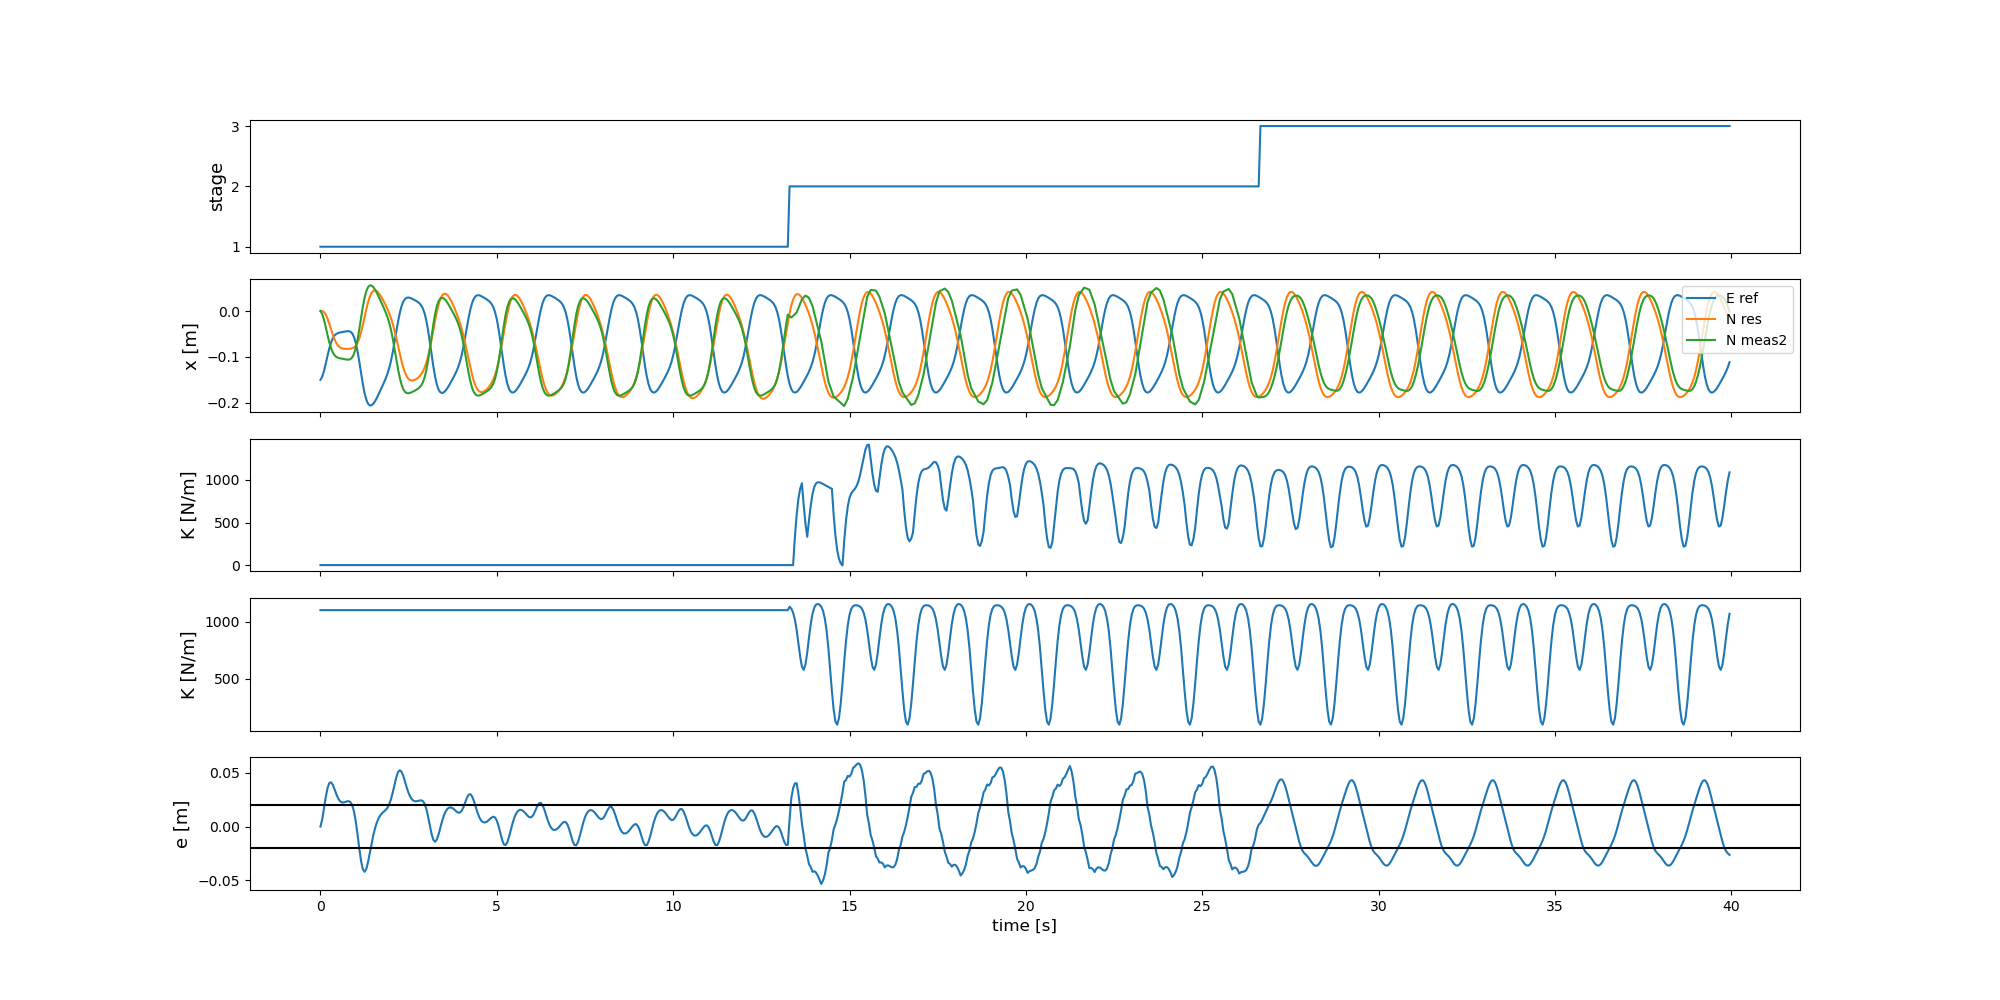 stage
3
2
1
x [m]
0.0
−0.1
−0.2
E ref
N res
N meas2
K [N/m]
1000
500
0
K [N/m]
1000
500
e [m]
0.05
0.00
−0.05
0 5 10 15 20 25 30 35 40
time [s]